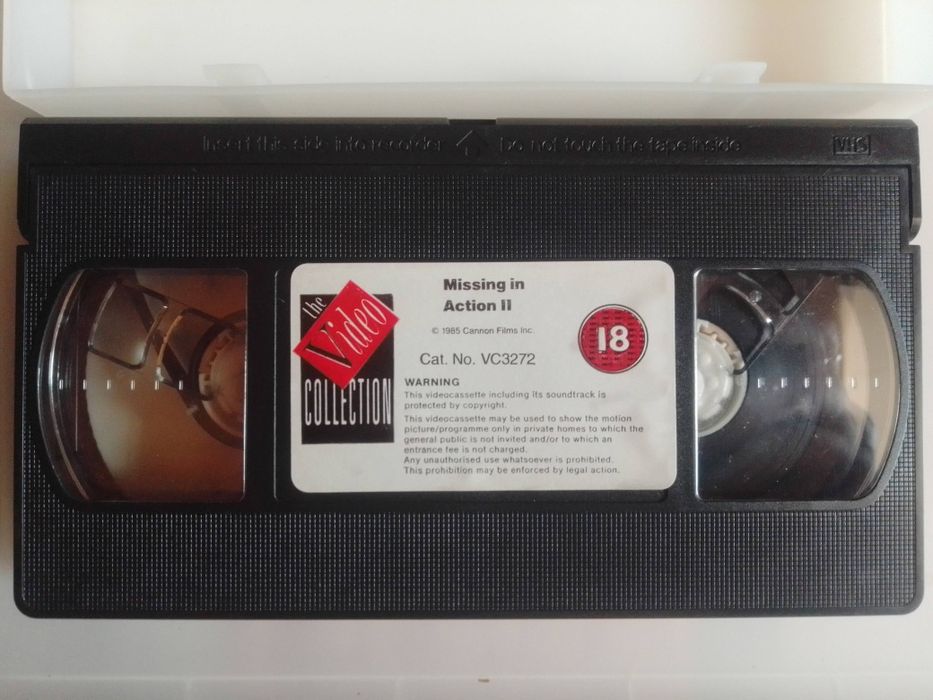 Insert this side into recorder Do not touch the tape inside VHS
the
Video
COLLECTION
Missing in
Action II
© 1985 Cannon Films Inc.
18
Cat. No. VC3272
WARNING
This videocassette including its soundtrack is
protected by copyright.
This videocassette may be used to show the motion
picture/programme only in private homes to which the
general public is not invited and/or to which an
entrance fee is not charged.
Any unauthorised use whatsoever is prohibited.
This prohibition may be enforced by legal action.